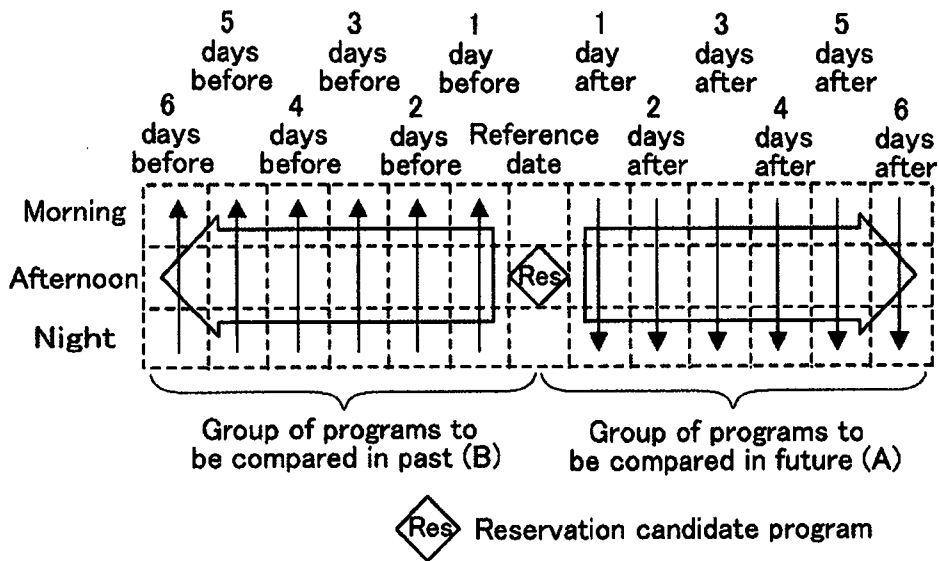 5
days
before
3
days
before
1
day
before
1
day
after
3
days
after
5
days
after
6
days
before
4
days
before
2
days
before
Reference
date
2
days
after
4
days
after
6
days
after
Morning
Afternoon
Res
Night
Group of programs to
be compared in past (B)
Group of programs to
be compared in future (A)
Res Reservation candidate program